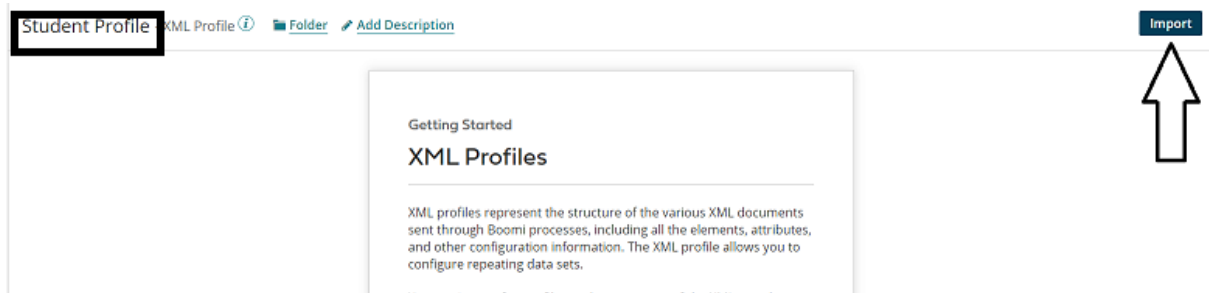 Student Profile XML Profile i Folder Add Description Import
Getting Started
XML Profiles
XML profiles represent the structure of the various XML documents
sent through Boomi processes, including all the elements, attributes,
and other configuration information. The XML profile allows you to
configure repeating data sets.